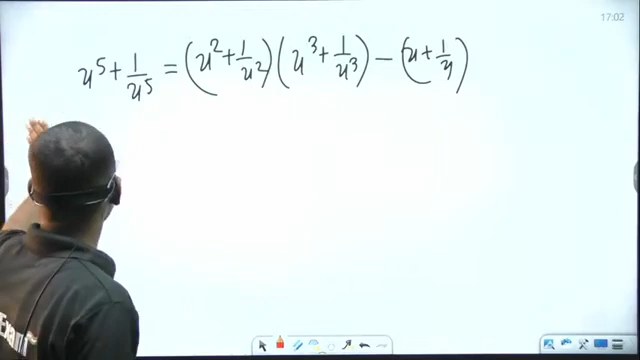 17:02
x⁵ + 1/x⁵ = (x² + 1/x²)(x³ + 1/x³) − (x + 1/x)